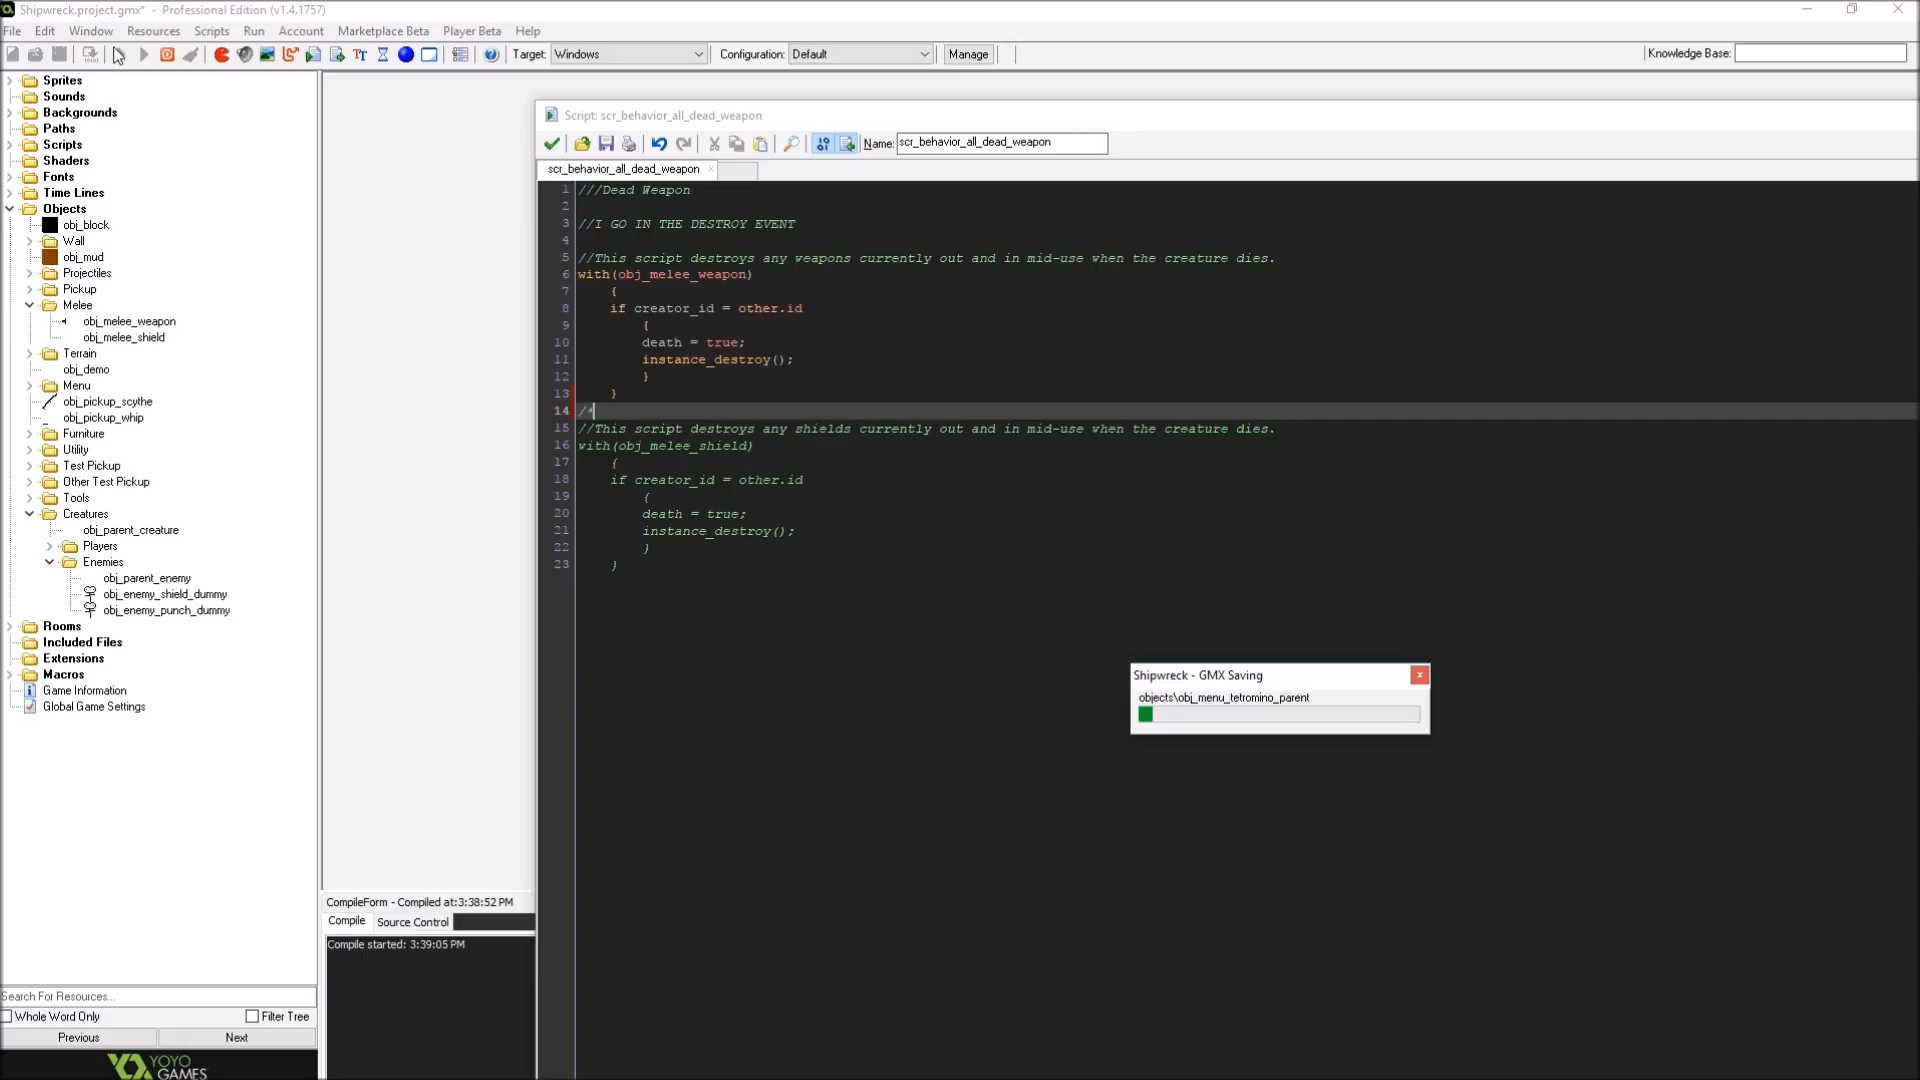 Shipwreck.project.gmx* - Professional Edition (v1.4.1757)
File Edit Window Resources Scripts Run Account Marketplace Beta Player Beta Help
Target: Windows Configuration: Default Manage Knowledge Base:
Sprites
Sounds
Backgrounds
Paths
Scripts
Shaders
Fonts
Time Lines
Objects
obj_block
Wall
obj_mud
Projectiles
Pickup
Melee
obj_melee_weapon
obj_melee_shield
Terrain
obj_demo
Menu
obj_pickup_scythe
obj_pickup_whip
Furniture
Utility
Test Pickup
Other Test Pickup
Tools
Creatures
obj_parent_creature
Players
Enemies
obj_parent_enemy
obj_enemy_shield_dummy
obj_enemy_punch_dummy
Rooms
Included Files
Extensions
Macros
Game Information
Global Game Settings
Search For Resources...
Whole Word Only Filter Tree
Previous Next
YOYO
GAMES
Script: scr_behavior_all_dead_weapon
Name: scr_behavior_all_dead_weapon
scr_behavior_all_dead_weapon
1 ///Dead Weapon
2
3 //I GO IN THE DESTROY EVENT
4
5 //This script destroys any weapons currently out and in mid-use when the creature dies.
6 with(obj_melee_weapon)
7 {
8 if creator_id = other.id
9 {
10 death = true;
11 instance_destroy();
12 }
13 }
14 /*
15 //This script destroys any shields currently out and in mid-use when the creature dies.
16 with(obj_melee_shield)
17 {
18 if creator_id = other.id
19 {
20 death = true;
21 instance_destroy();
22 }
23 }
Shipwreck - GMX Saving
objects\obj_menu_tetromino_parent
CompileForm - Compiled at:3:38:52 PM
Compile Source Control
Compile started: 3:39:05 PM